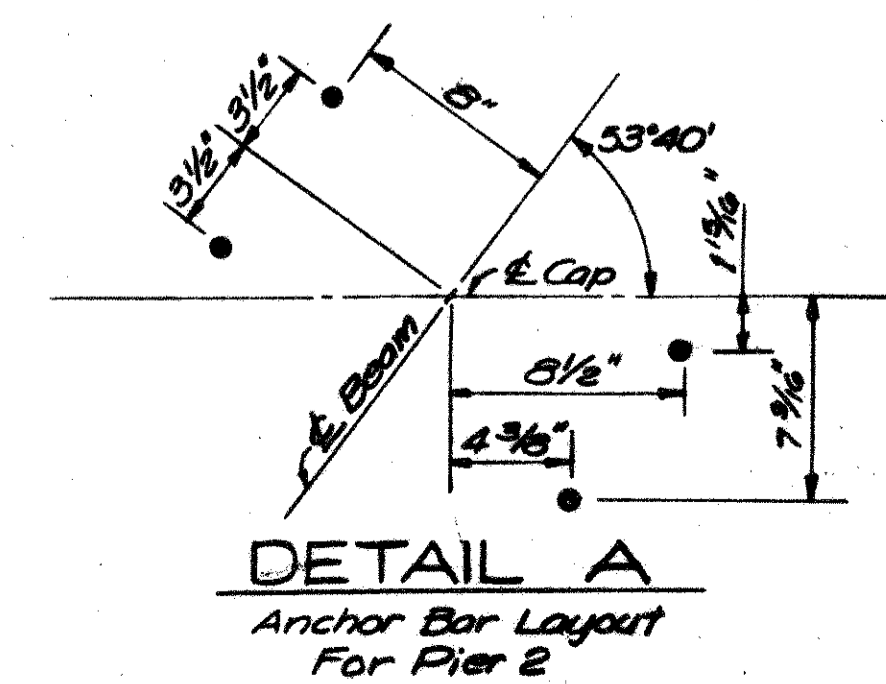 3½"
3½"
8"
53°40'
1 15/16"
℄ Cap
℄ Beam
8½"
4 3/8"
7 9/16"
DETAIL A
Anchor Bar Layout
For Pier 2